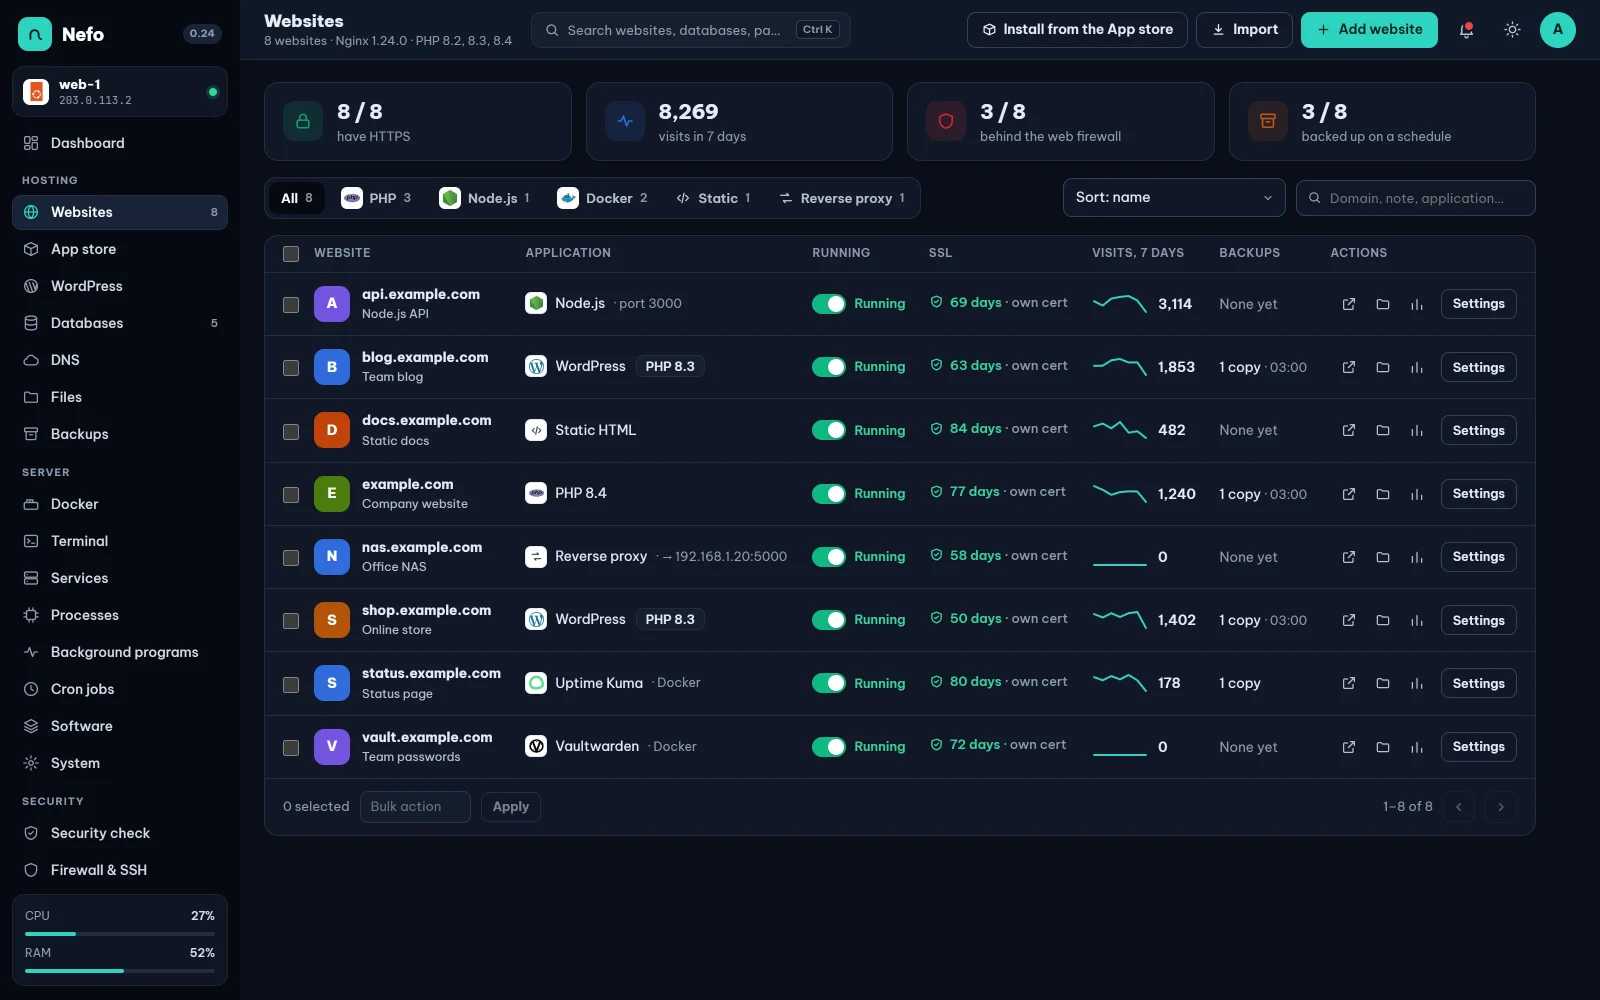 Nefo
0.24
web-1
203.0.113.2
Dashboard
HOSTING
Websites 8
App store
WordPress
Databases 5
DNS
Files
Backups
SERVER
Docker
Terminal
Services
Processes
Background programs
Cron jobs
Software
System
SECURITY
Security check
Firewall & SSH
CPU 27%
RAM 52%
Websites
8 websites · Nginx 1.24.0 · PHP 8.2, 8.3, 8.4
Search websites, databases, pa... Ctrl K
Install from the App store
Import
+ Add website
A
8 / 8
have HTTPS
8,269
visits in 7 days
3 / 8
behind the web firewall
3 / 8
backed up on a schedule
All 8 PHP 3 Node.js 1 Docker 2 Static 1 Reverse proxy 1
Sort: name
Domain, note, application...
WEBSITE APPLICATION RUNNING SSL VISITS, 7 DAYS BACKUPS ACTIONS
A api.example.com Node.js · port 3000 Running 69 days · own cert 3,114 None yet Settings
Node.js API
B blog.example.com WordPress PHP 8.3 Running 63 days · own cert 1,853 1 copy · 03:00 Settings
Team blog
D docs.example.com Static HTML Running 84 days · own cert 482 None yet Settings
Static docs
E example.com PHP 8.4 Running 77 days · own cert 1,240 1 copy · 03:00 Settings
Company website
N nas.example.com Reverse proxy · → 192.168.1.20:5000 Running 58 days · own cert 0 None yet Settings
Office NAS
S shop.example.com WordPress PHP 8.3 Running 50 days · own cert 1,402 1 copy · 03:00 Settings
Online store
S status.example.com Uptime Kuma · Docker Running 80 days · own cert 178 1 copy Settings
Status page
V vault.example.com Vaultwarden · Docker Running 72 days · own cert 0 None yet Settings
Team passwords
0 selected Bulk action Apply
1–8 of 8